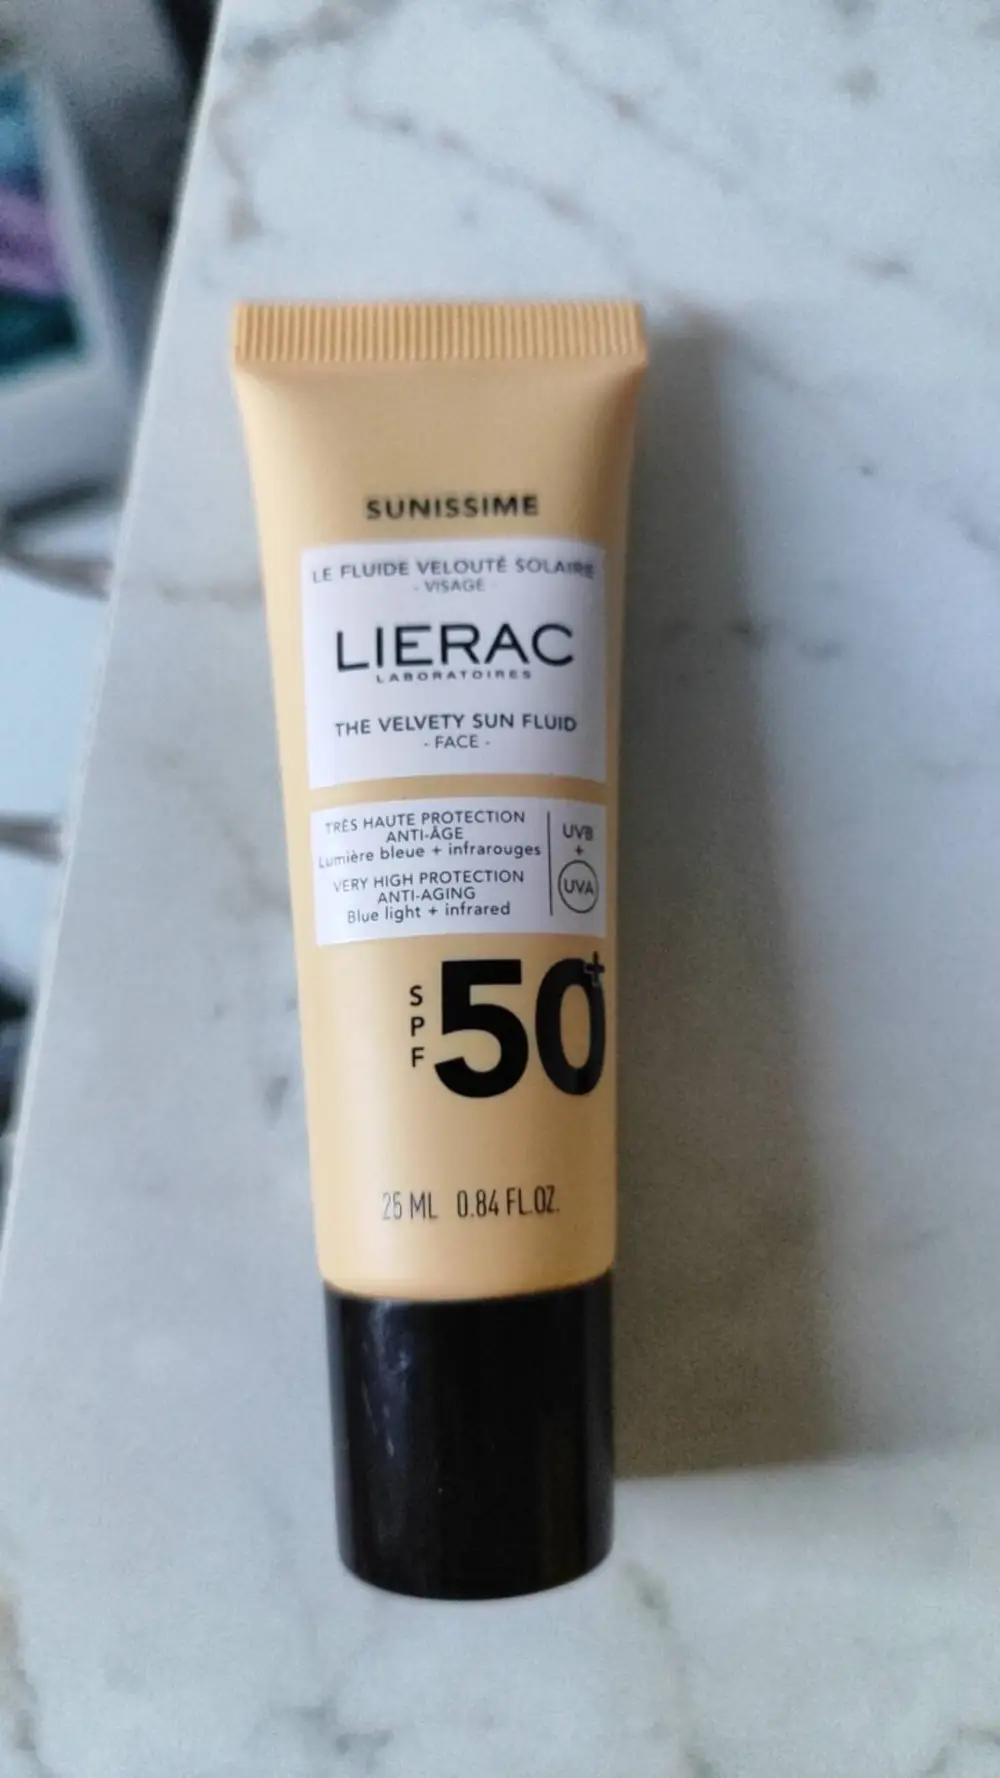 SUNISSIME
LE FLUIDE VELOUTÉ SOLAIRE
- VISAGE -
LIERAC
LABORATOIRES
THE VELVETY SUN FLUID
- FACE -
TRÈS HAUTE PROTECTION
ANTI-ÂGE
Lumière bleue + infrarouges
VERY HIGH PROTECTION
ANTI-AGING
Blue light + infrared
UVB
+
UVA
SPF
50+
25 ML 0.84 FL.OZ.